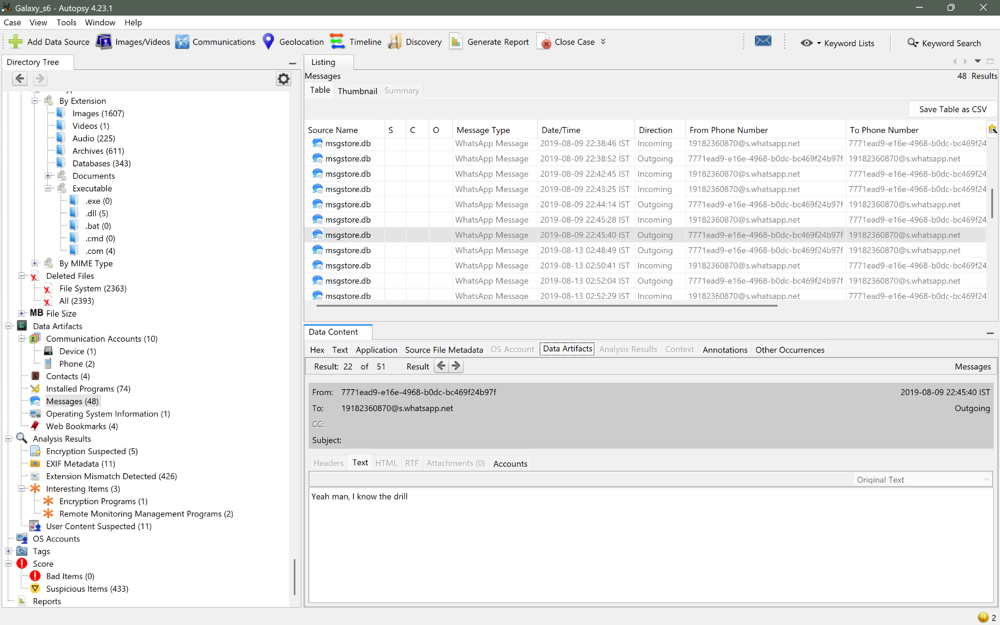 Galaxy_s6 - Autopsy 4.23.1
Case View Tools Window Help
Add Data Source Images/Videos Communications Geolocation Timeline Discovery Generate Report Close Case Keyword Lists Keyword Search
Directory Tree
By Extension
Images (1607)
Videos (1)
Audio (225)
Archives (611)
Databases (343)
Documents
Executable
.exe (0)
.dll (5)
.bat (0)
.cmd (0)
.com (4)
By MIME Type
Deleted Files
File System (2363)
All (2393)
MB File Size
Data Artifacts
Communication Accounts (10)
Device (1)
Phone (2)
Contacts (4)
Installed Programs (74)
Messages (48)
Operating System Information (1)
Web Bookmarks (4)
Analysis Results
Encryption Suspected (5)
EXIF Metadata (11)
Extension Mismatch Detected (426)
Interesting Items (3)
Encryption Programs (1)
Remote Monitoring Management Programs (2)
User Content Suspected (11)
OS Accounts
Tags
Score
Bad Items (0)
Suspicious Items (433)
Reports
Listing
Messages 48 Results
Table Thumbnail Summary
Save Table as CSV
Source Name S C O Message Type Date/Time Direction From Phone Number To Phone Number
msgstore.db WhatsApp Message 2019-08-09 22:38:46 IST Incoming 19182360870@s.whatsapp.net 7771ead9-e16e-4968-b0dc-bc469f24
msgstore.db WhatsApp Message 2019-08-09 22:38:52 IST Outgoing 7771ead9-e16e-4968-b0dc-bc469f24b97f 19182360870@s.whatsapp.net
msgstore.db WhatsApp Message 2019-08-09 22:42:45 IST Incoming 19182360870@s.whatsapp.net 7771ead9-e16e-4968-b0dc-bc469f24
msgstore.db WhatsApp Message 2019-08-09 22:43:25 IST Incoming 19182360870@s.whatsapp.net 7771ead9-e16e-4968-b0dc-bc469f24
msgstore.db WhatsApp Message 2019-08-09 22:44:14 IST Outgoing 7771ead9-e16e-4968-b0dc-bc469f24b97f 19182360870@s.whatsapp.net
msgstore.db WhatsApp Message 2019-08-09 22:45:28 IST Incoming 19182360870@s.whatsapp.net 7771ead9-e16e-4968-b0dc-bc469f24
msgstore.db WhatsApp Message 2019-08-09 22:45:40 IST Outgoing 7771ead9-e16e-4968-b0dc-bc469f24b97f 19182360870@s.whatsapp.net
msgstore.db WhatsApp Message 2019-08-13 02:48:49 IST Outgoing 7771ead9-e16e-4968-b0dc-bc469f24b97f 19182360870@s.whatsapp.net
msgstore.db WhatsApp Message 2019-08-13 02:50:41 IST Incoming 19182360870@s.whatsapp.net 7771ead9-e16e-4968-b0dc-bc469f24
msgstore.db WhatsApp Message 2019-08-13 02:52:04 IST Outgoing 7771ead9-e16e-4968-b0dc-bc469f24b97f 19182360870@s.whatsapp.net
msgstore.db WhatsApp Message 2019-08-13 02:52:29 IST Incoming 19182360870@s.whatsapp.net 7771ead9-e16e-4968-b0dc-bc469f24
Data Content
Hex Text Application Source File Metadata OS Account Data Artifacts Analysis Results Context Annotations Other Occurrences
Result: 22 of 51 Result Messages
From: 7771ead9-e16e-4968-b0dc-bc469f24b97f 2019-08-09 22:45:40 IST
To: 19182360870@s.whatsapp.net Outgoing
CC:
Subject:
Headers Text HTML RTF Attachments (0) Accounts
Original Text
Yeah man, I know the drill
2